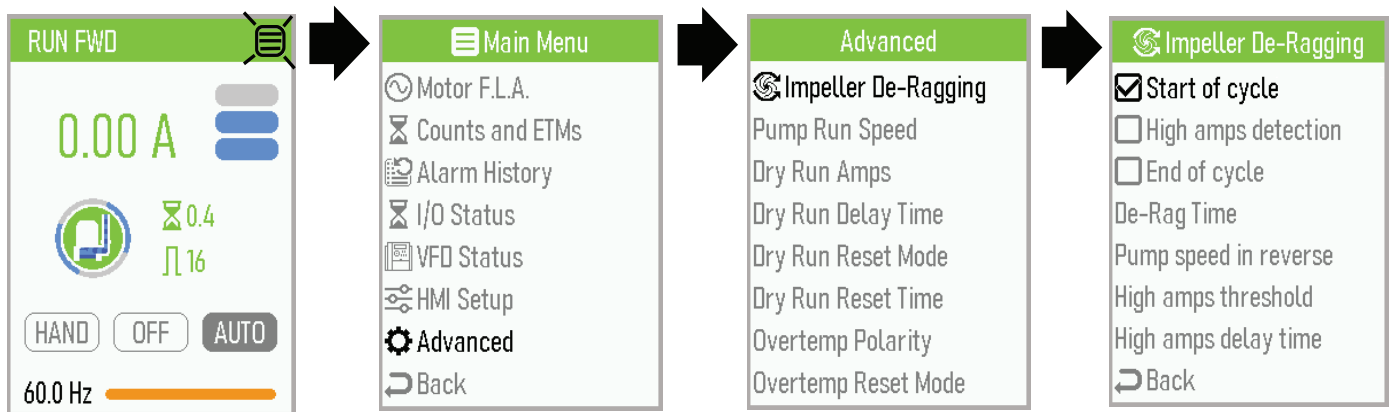 RUN FWD
0.00 A
0.4
16
HAND OFF AUTO
60.0 Hz
Main Menu
Motor F.L.A.
Counts and ETMs
Alarm History
I/O Status
VFD Status
HMI Setup
Advanced
Back
Advanced
Impeller De-Ragging
Pump Run Speed
Dry Run Amps
Dry Run Delay Time
Dry Run Reset Mode
Dry Run Reset Time
Overtemp Polarity
Overtemp Reset Mode
Impeller De-Ragging
Start of cycle
High amps detection
End of cycle
De-Rag Time
Pump speed in reverse
High amps threshold
High amps delay time
Back